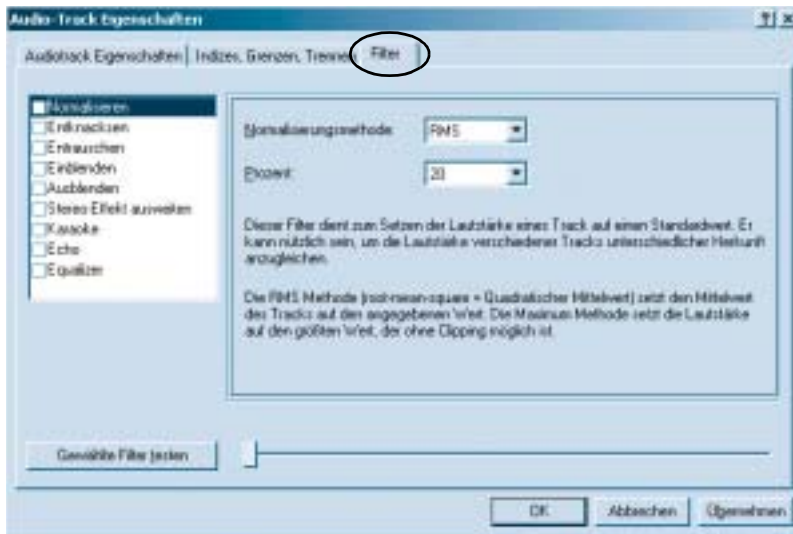 Audio-Track Eigenschaften
Audiotrack Eigenschaften
Indizes, Grenzen, Trennen
Filter
Normalisieren
Entknacksen
Entrauschen
Einblenden
Ausblenden
Stereo Effekt ausweiten
Karaoke
Echo
Equalizer
Normalisierungsmethode:
RMS
Prozent:
20
Dieser Filter dient zum Setzen der Lautstärke eines Track auf einen Standardwert. Er
kann nützlich sein, um die Lautstärke verschiedener Tracks unterschiedlicher Herkunft
anzugleichen.
Die RMS Methode (root-mean-square = Quadratischer Mittelwert) setzt den Mittelwert
des Tracks auf den angegebenen Wert. Die Maximum Methode setzt die Lautstärke
auf den größten Wert, der ohne Clipping möglich ist.
Gewählte Filter testen
OK
Abbrechen
Übernehmen